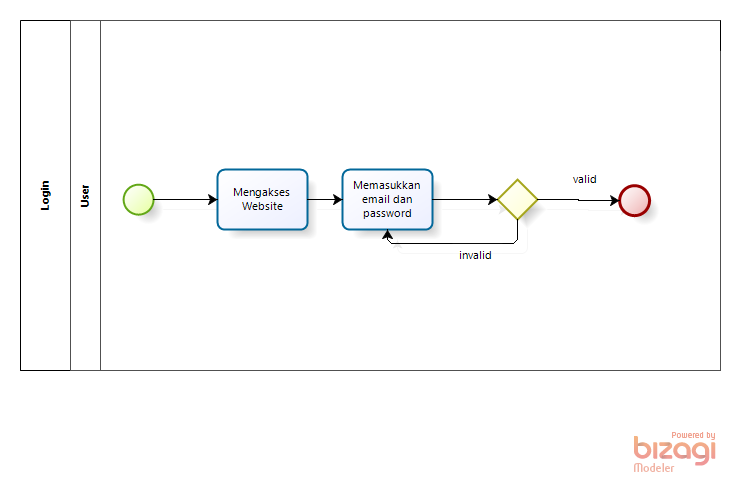 Login
User
Mengakses
Website
Memasukkan
email dan
password
valid
invalid
Powered by
bizagi
Modeler